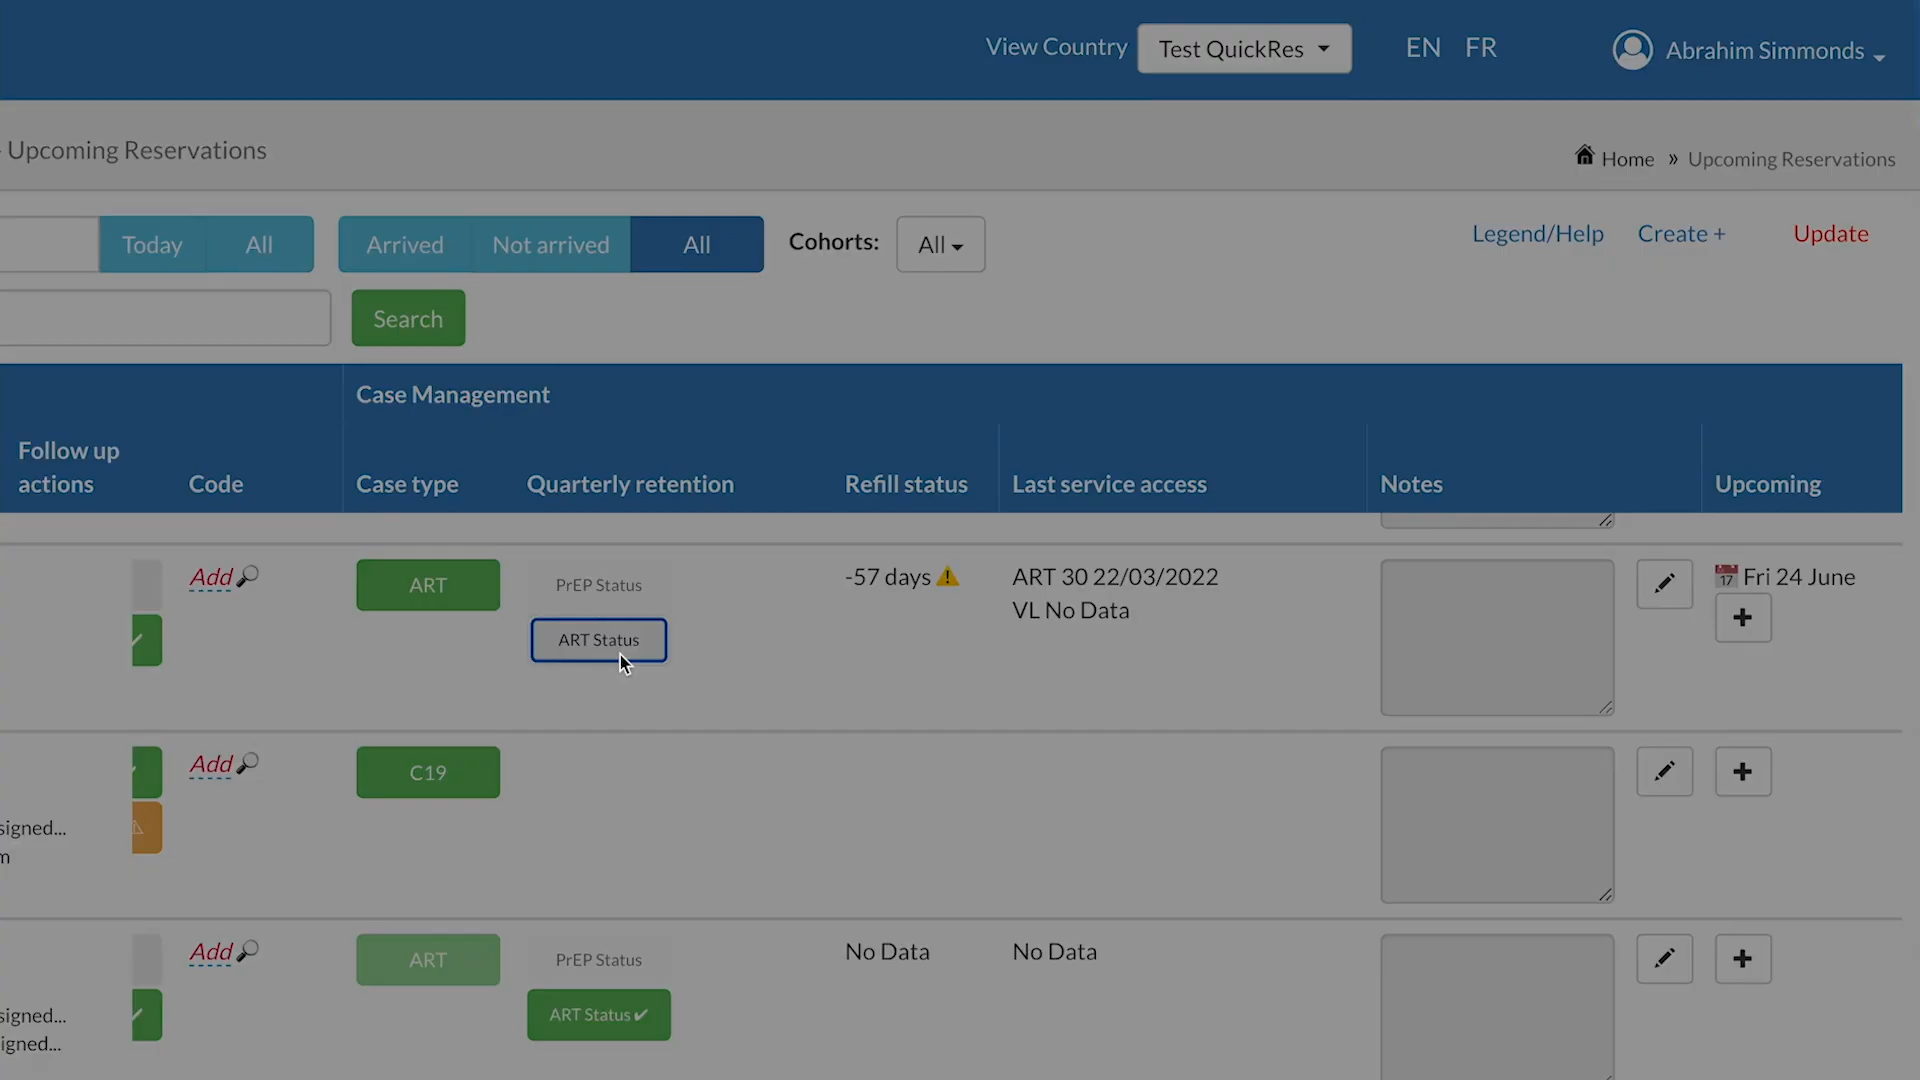 View Country
Test QuickRes
EN FR
Abrahim Simmonds
Upcoming Reservations
Home » Upcoming Reservations
Today
All
Arrived
Not arrived
All
Cohorts:
All
Legend/Help
Create +
Update
Search
Case Management
Follow up
actions
Code
Case type
Quarterly retention
Refill status
Last service access
Notes
Upcoming
Add
ART
PrEP Status
ART Status
-57 days
ART 30 22/03/2022
VL No Data
17 Fri 24 June
Add
C19
signed...
m
Add
ART
PrEP Status
ART Status ✔
No Data
No Data
signed...
igned...